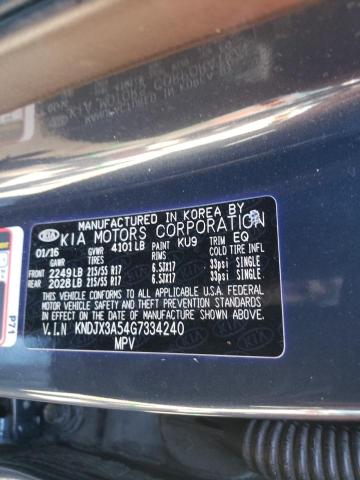 MANUFACTURED IN KOREA BY
KIA KIA MOTORS CORPORATION
01/16 GVWR 4101LB PAINT KU9 TRIM EQ
GAWR TIRES RIMS COLD TIRE INFL
FRONT 2249LB 215/55 R17 6.5JX17 33psi SINGLE
REAR 2028LB 215/55 R17 6.5JX17 33psi SINGLE
THIS VEHICLE CONFORMS TO ALL APPLICABLE U.S.A. FEDERAL
MOTOR VEHICLE SAFETY, BUMPER, AND THEFT PREVENTION
STANDARDS IN EFFECT ON THE DATE OF MANUFACTURE SHOWN ABOVE.
V.I.N KNDJX3A54G7334240
MPV
P71